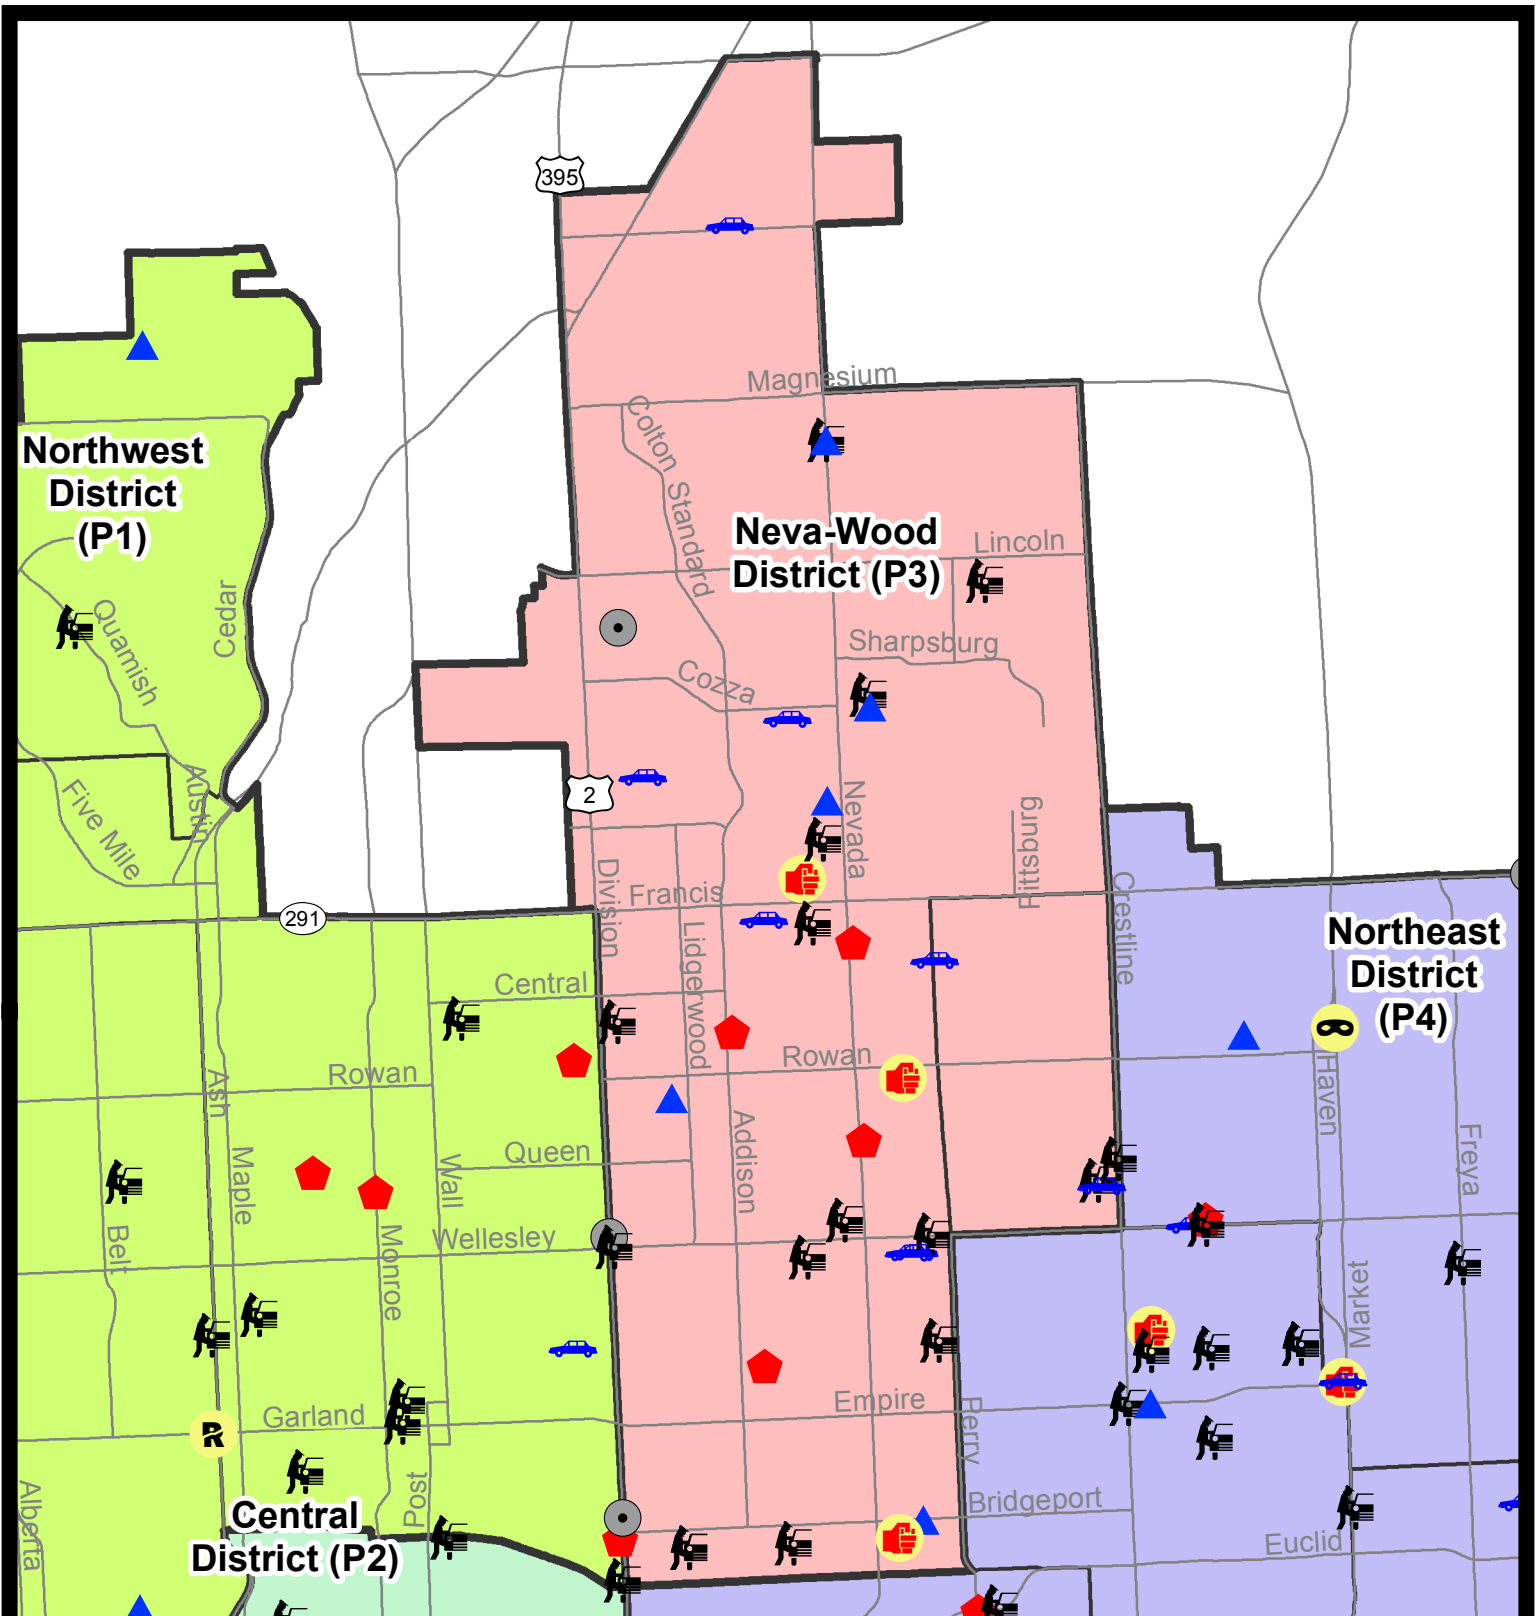 395
Magnesium
Colton
Standard
Northwest
District
(P1)
Neva-Wood
District (P3)
Lincoln
Cedar
Quamish
Sharpsburg
Cozza
Austin
Five Mile
2
Nevada
Pittsburg
Division
Francis
Crestline
291
Lidgerwood
Northeast
District
(P4)
Central
Rowan
Rowan
Ash
Haven
Addison
Queen
Maple
Wall
Freya
Belt
Monroe
Wellesley
Market
Garland
Empire
Perry
R
Post
Alberta
Central
District (P2)
Bridgeport
Euclid